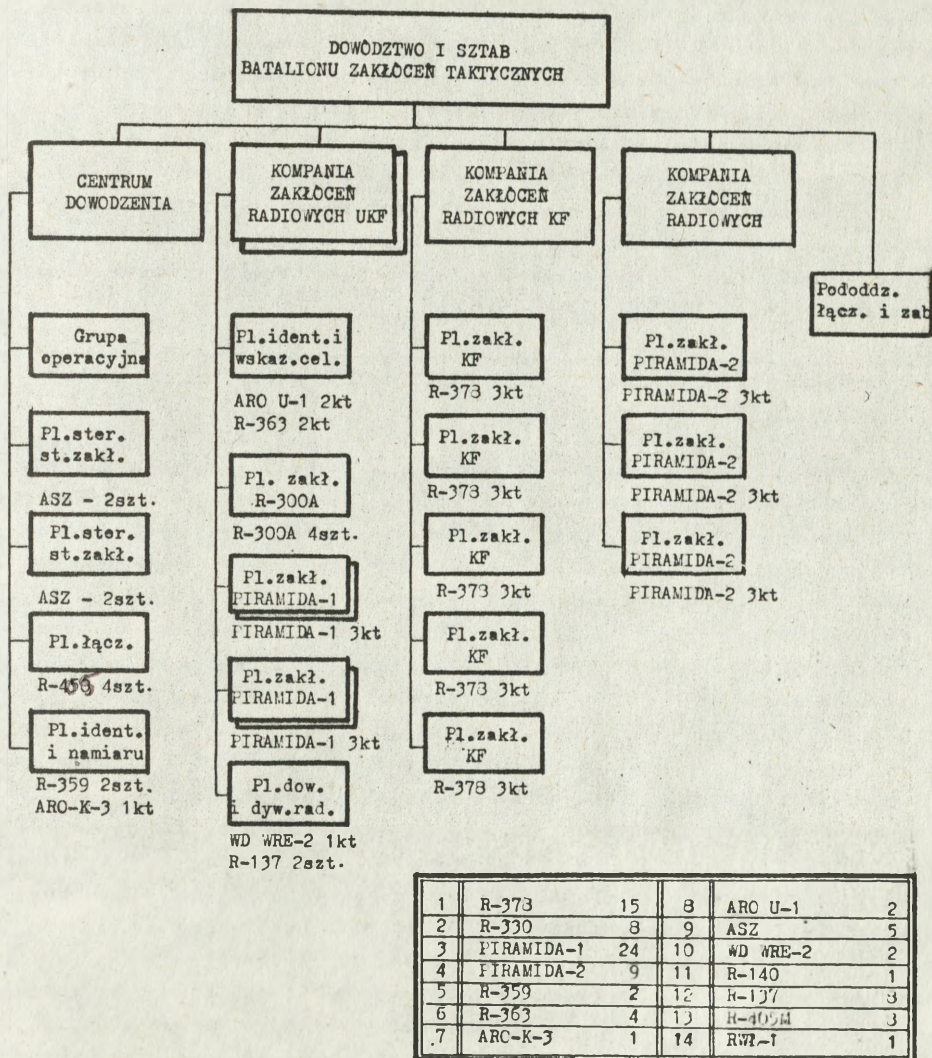 DOWÓDZTWO I SZTAB
BATALIONU ZAKŁÓCEŃ TAKTYCZNYCH
CENTRUM
DOWODZENIA
KOMPANIA
ZAKŁÓCEŃ
RADIOWYCH UKF
KOMPANIA
ZAKŁÓCEŃ
RADIOWYCH KF
KOMPANIA
ZAKŁÓCEŃ
RADIOWYCH
Pododdz.
łącz. i zab
Grupa
operacyjna
Pl.ster.
st.zakł.
ASZ - 2szt.
Pl.ster.
st.zakł.
ASZ - 2szt.
Pl.łącz.
4szt.
Pl.ident.
i namiaru
R-359 2szt.
ARO-K-3 1kt
Pl.ident.i
wskaz.cel.
ARO U-1 2kt
R-363 2kt
Pl. zakł.
R-300A
R-300A 4szt.
Pl.zakł.
PIRAMIDA-1
PIRAMIDA-1 3kt
Pl.zakł.
PIRAMIDA-1
PIRAMIDA-1 3kt
Pl.dow.
i dyw.rad.
WD WRE-2 1kt
R-137 2szt.
Pl.zakł.
KF
R-378 3kt
Pl.zakł.
KF
R-378 3kt
Pl.zakł.
KF
R-378 3kt
Pl.zakł.
KF
R-378 3kt
Pl.zakł.
KF
R-378 3kt
Pl.zakł.
PIRAMIDA-2
PIRAMIDA-2 3kt
Pl.zakł.
PIRAMIDA-2
PIRAMIDA-2 3kt
Pl.zakł.
PIRAMIDA-2
PIRAMIDA-2 3kt
1 R-378 15 8 ARO U-1 2
2 R-330 8 9 ASZ 5
3 PIRAMIDA-1 24 10 WD WRE-2 2
4 PIRAMIDA-2 9 11 R-140 1
5 R-359 2 12 R-137
6 R-363 4 13 R-405M
7 ARO-K-3 1 14 1